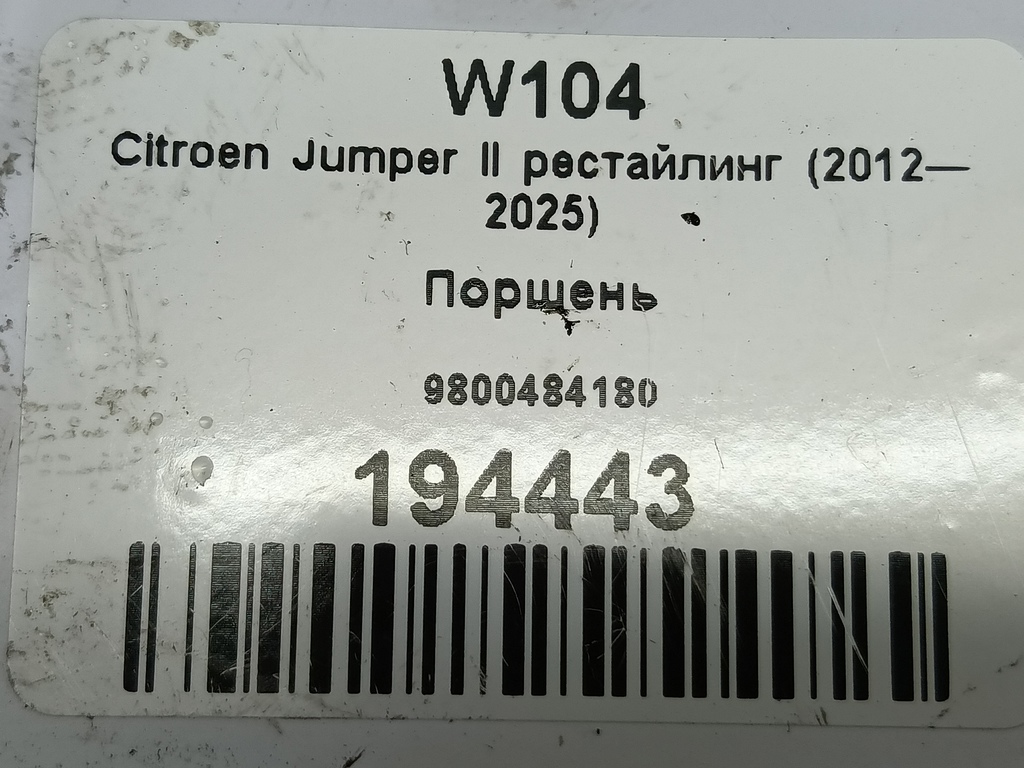 W104
Citroen Jumper II рестайлинг (2012—
2025)
Поршень
9800484180
194443